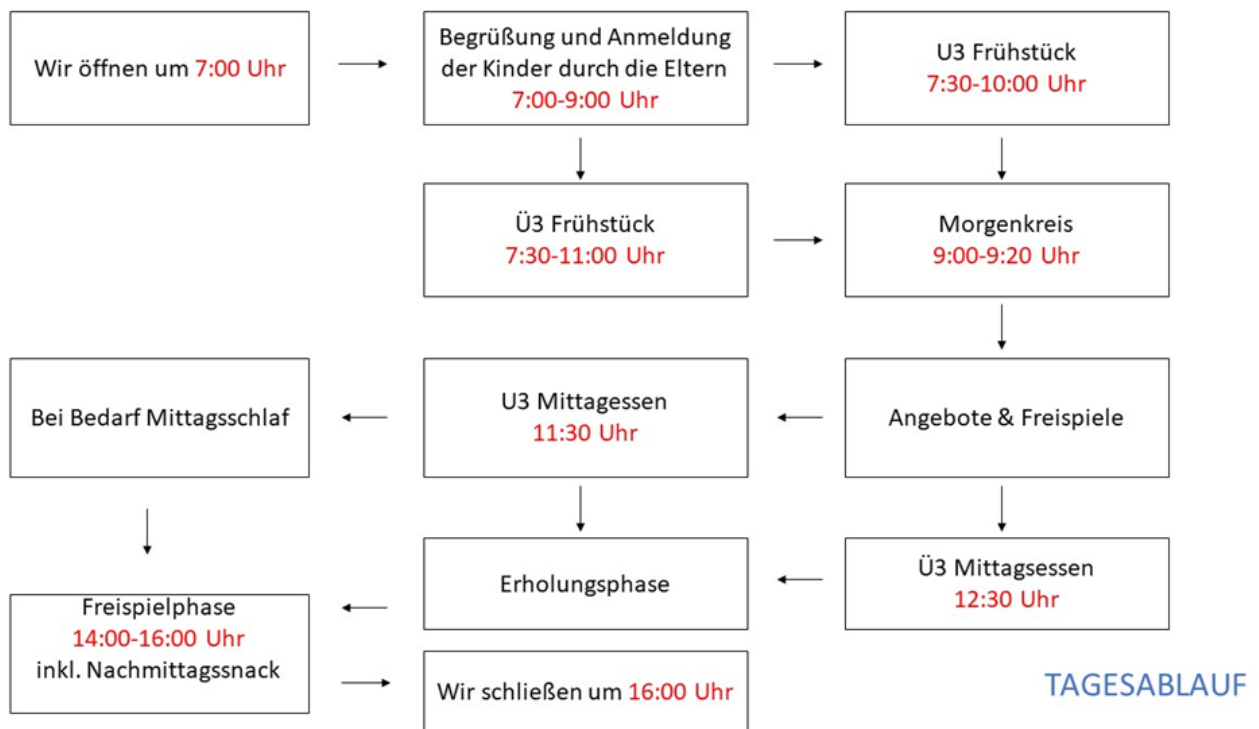 Wir öffnen um 7:00 Uhr
Begrüßung und Anmeldung
der Kinder durch die Eltern
7:00-9:00 Uhr
U3 Frühstück
7:30-10:00 Uhr
Ü3 Frühstück
7:30-11:00 Uhr
Morgenkreis
9:00-9:20 Uhr
Bei Bedarf Mittagsschlaf
U3 Mittagessen
11:30 Uhr
Angebote & Freispiele
Erholungsphase
Ü3 Mittagsessen
12:30 Uhr
Freispielphase
14:00-16:00 Uhr
inkl. Nachmittagssnack
Wir schließen um 16:00 Uhr
TAGESABLAUF